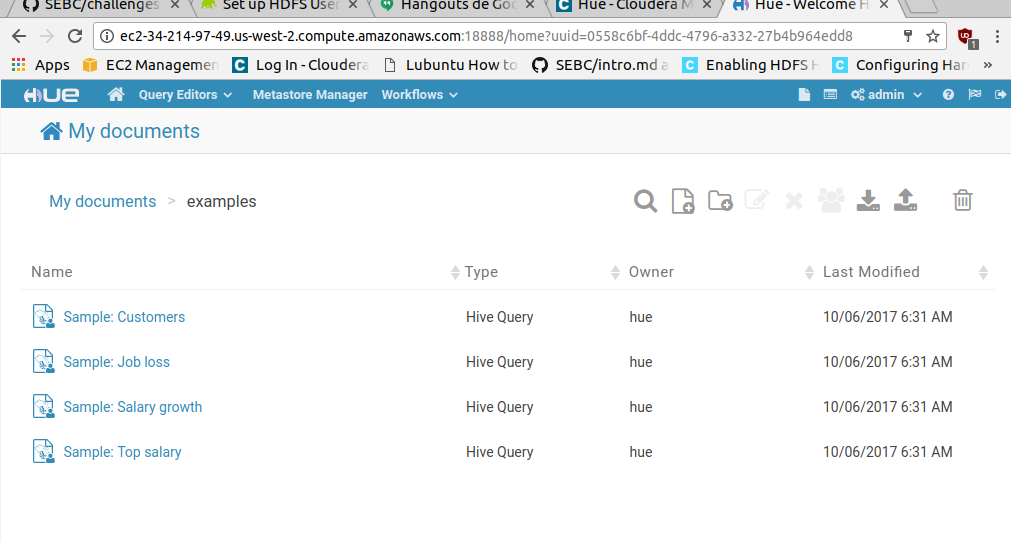 SEBC/challenges
Set up HDFS User
Hangouts de Goo
Hue - Cloudera M
Hue - Welcome H
ec2-34-214-97-49.us-west-2.compute.amazonaws.com:18888/home?uuid=0558c6bf-4ddc-4796-a332-27b4b964edd8
1
Apps
EC2 Managemen
Log In - Cloudera
Lubuntu How to
SEBC/intro.md a
Enabling HDFS H
Configuring Har
»
HUE
Query Editors
Metastore Manager
Workflows
admin
My documents
My documents > examples
Name Type Owner Last Modified
Sample: Customers Hive Query hue 10/06/2017 6:31 AM
Sample: Job loss Hive Query hue 10/06/2017 6:31 AM
Sample: Salary growth Hive Query hue 10/06/2017 6:31 AM
Sample: Top salary Hive Query hue 10/06/2017 6:31 AM